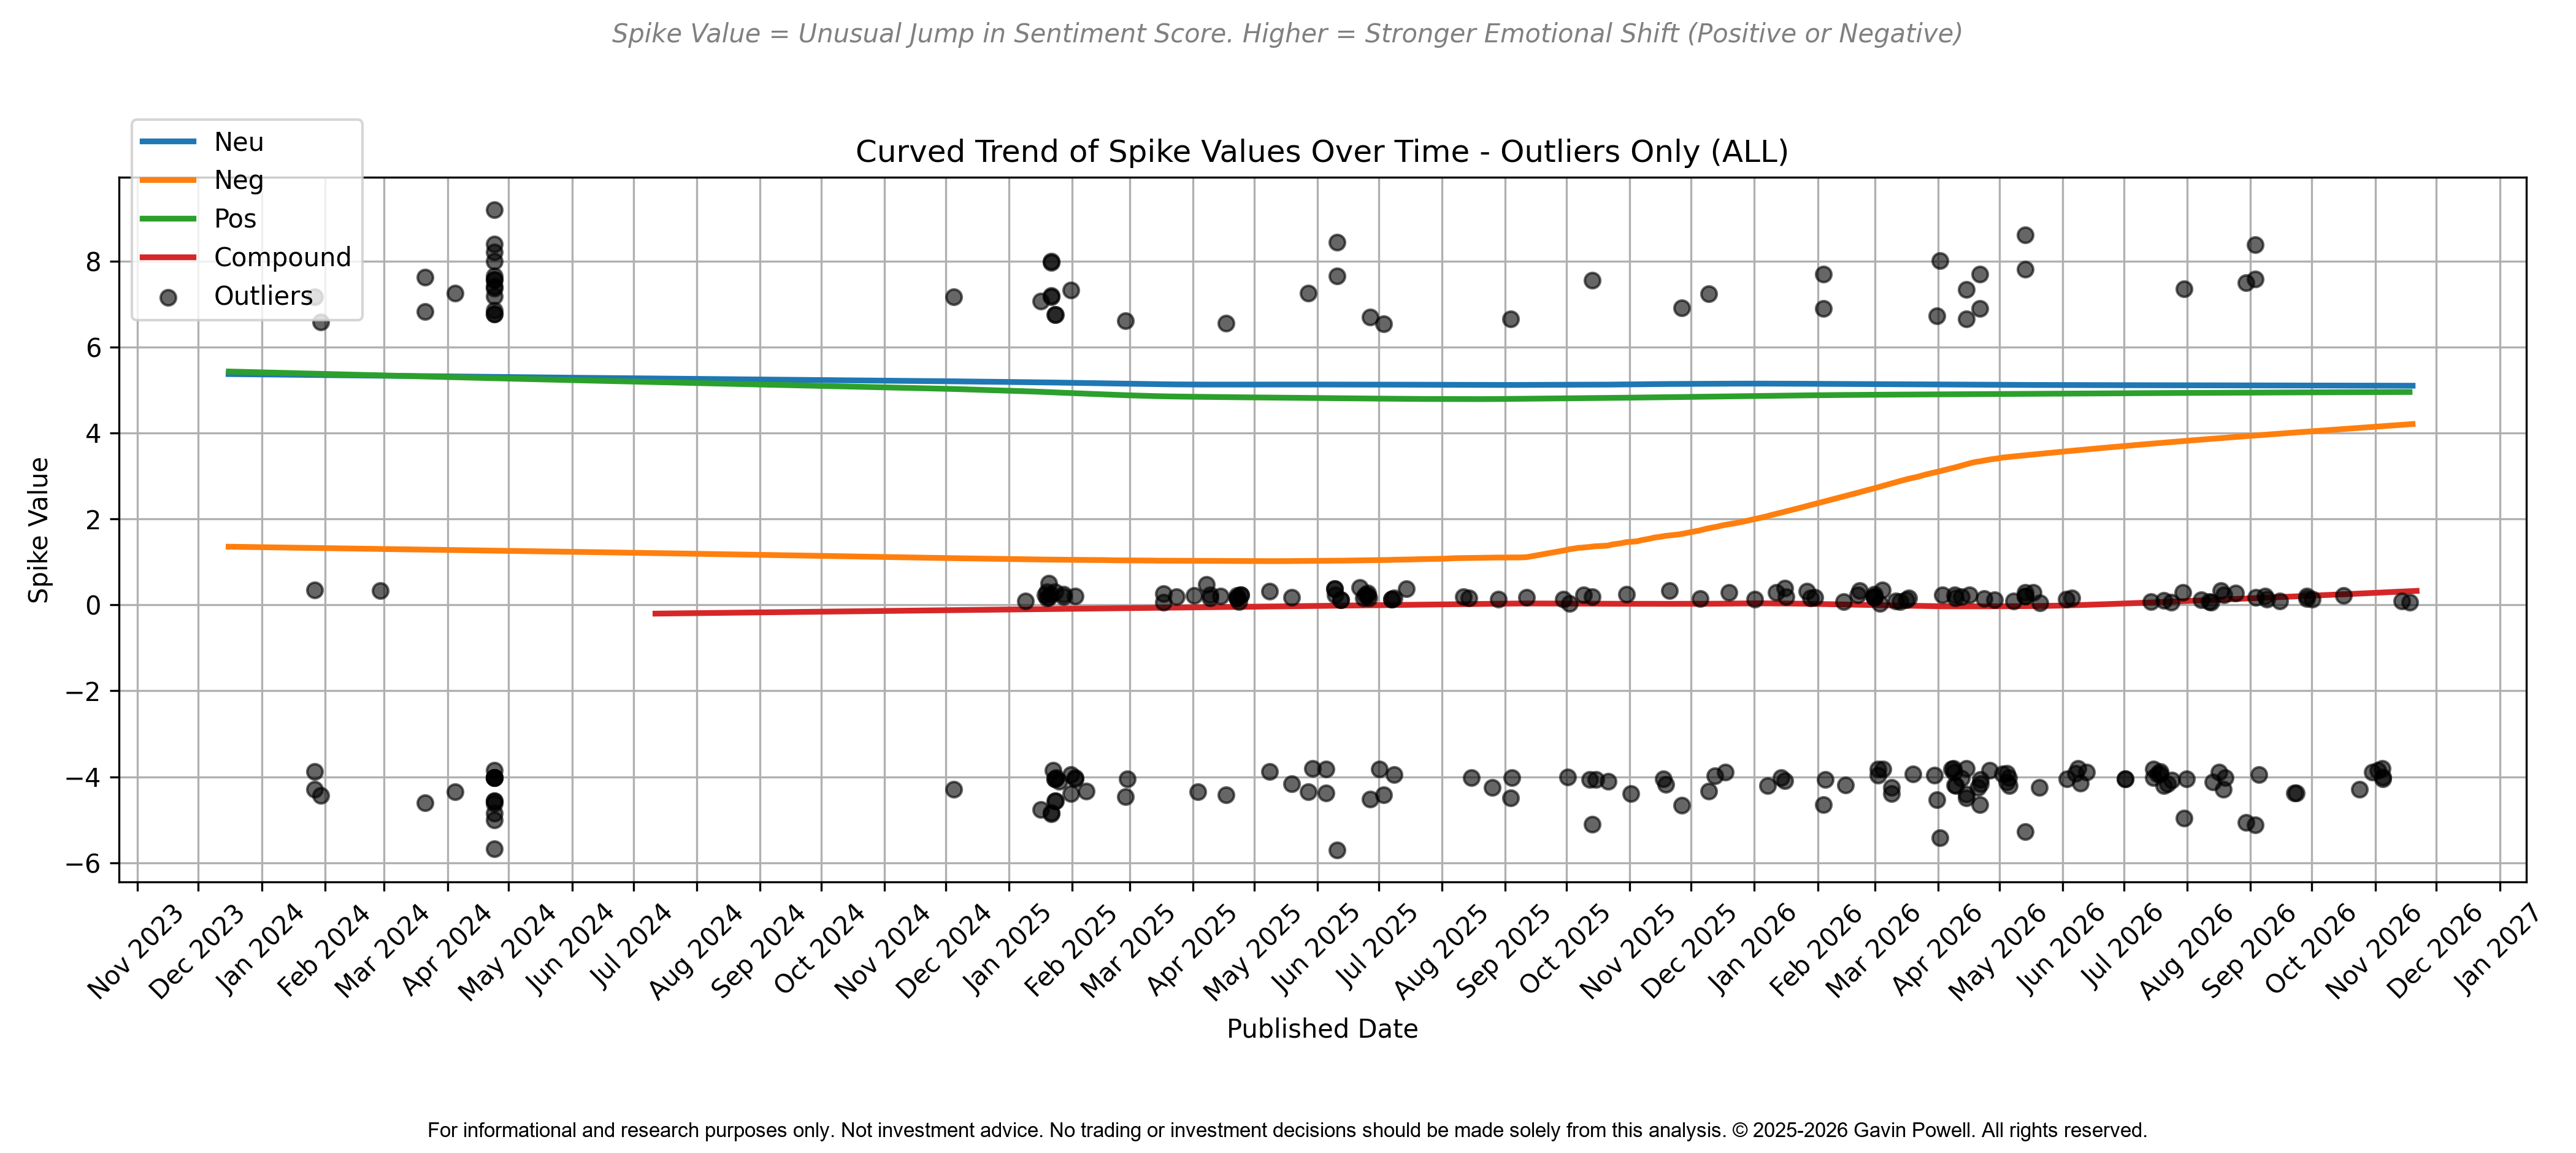 Spike Value = Unusual Jump in Sentiment Score. Higher = Stronger Emotional Shift (Positive or Negative)
Curved Trend of Spike Values Over Time - Outliers Only (ALL)
Neu
Neg
Pos
Compound
Outliers
Spike Value
8
6
4
2
0
−2
−4
−6
Nov 2023
Dec 2023
Jan 2024
Feb 2024
Mar 2024
Apr 2024
May 2024
Jun 2024
Jul 2024
Aug 2024
Sep 2024
Oct 2024
Nov 2024
Dec 2024
Jan 2025
Feb 2025
Mar 2025
Apr 2025
May 2025
Jun 2025
Jul 2025
Aug 2025
Sep 2025
Oct 2025
Nov 2025
Dec 2026
Jan 2026
Feb 2026
Mar 2026
Apr 2026
May 2026
Jun 2026
Jul 2026
Aug 2026
Sep 2026
Oct 2026
Nov 2026
Dec 2026
Jan 2027
Published Date
For informational and research purposes only. Not investment advice. No trading or investment decisions should be made solely from this analysis. © 2025-2026 Gavin Powell. All rights reserved.